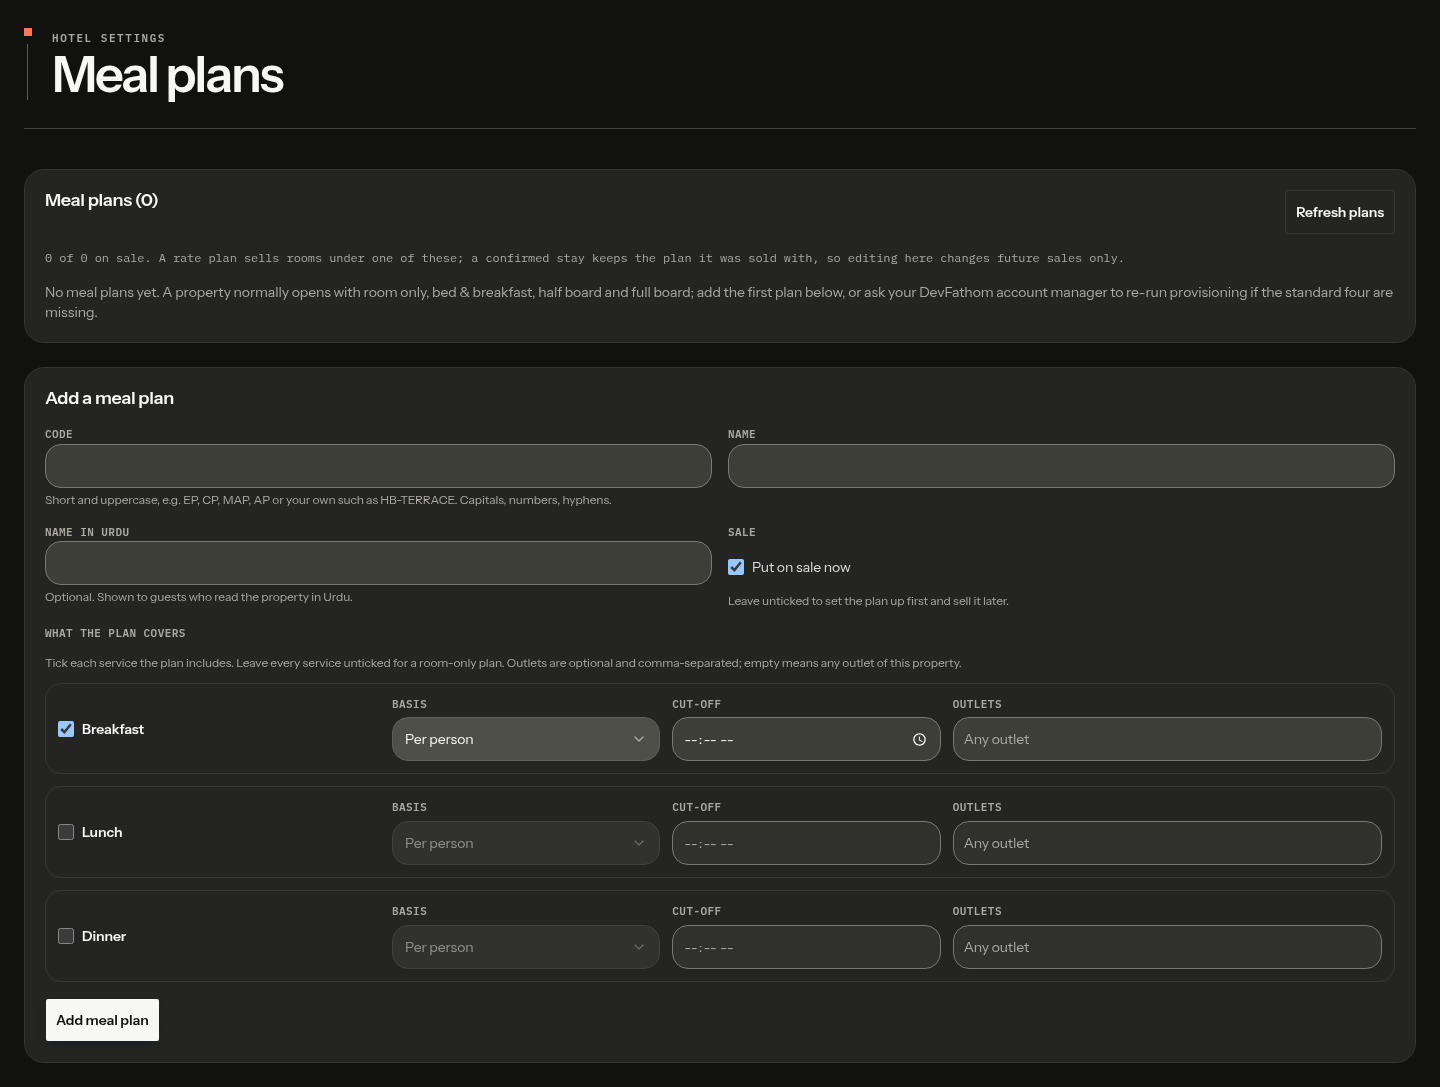 HOTEL SETTINGS
Meal plans
Meal plans (0)
Refresh plans
0 of 0 on sale. A rate plan sells rooms under one of these; a confirmed stay keeps the plan it was sold with, so editing here changes future sales only.
No meal plans yet. A property normally opens with room only, bed & breakfast, half board and full board; add the first plan below, or ask your DevFathom account manager to re-run provisioning if the standard four are
missing.
Add a meal plan
CODE
NAME
Short and uppercase, e.g. EP, CP, MAP, AP or your own such as HB-TERRACE. Capitals, numbers, hyphens.
NAME IN URDU
SALE
Put on sale now
Optional. Shown to guests who read the property in Urdu.
Leave unticked to set the plan up first and sell it later.
WHAT THE PLAN COVERS
Tick each service the plan includes. Leave every service unticked for a room-only plan. Outlets are optional and comma-separated; empty means any outlet of this property.
BASIS
CUT-OFF
OUTLETS
Breakfast
Per person
--:-- --
Any outlet
BASIS
CUT-OFF
OUTLETS
Lunch
Per person
--:-- --
Any outlet
BASIS
CUT-OFF
OUTLETS
Dinner
Per person
--:-- --
Any outlet
Add meal plan